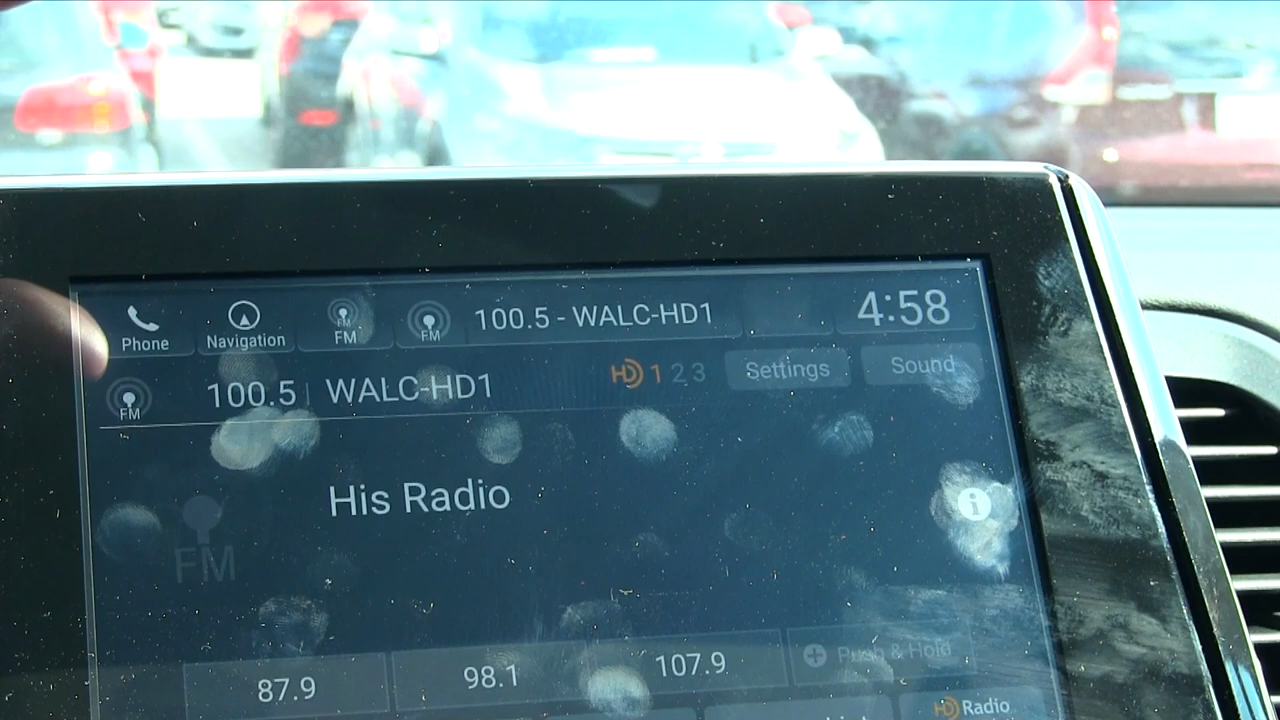 Phone
Navigation
FM
FM
100.5 - WALC-HD1
4:58
FM
100.5 | WALC-HD1
HD 1 2 3
Settings
Sound
His Radio
i
FM
87.9
98.1
107.9
+ Push & Hold
HD Radio